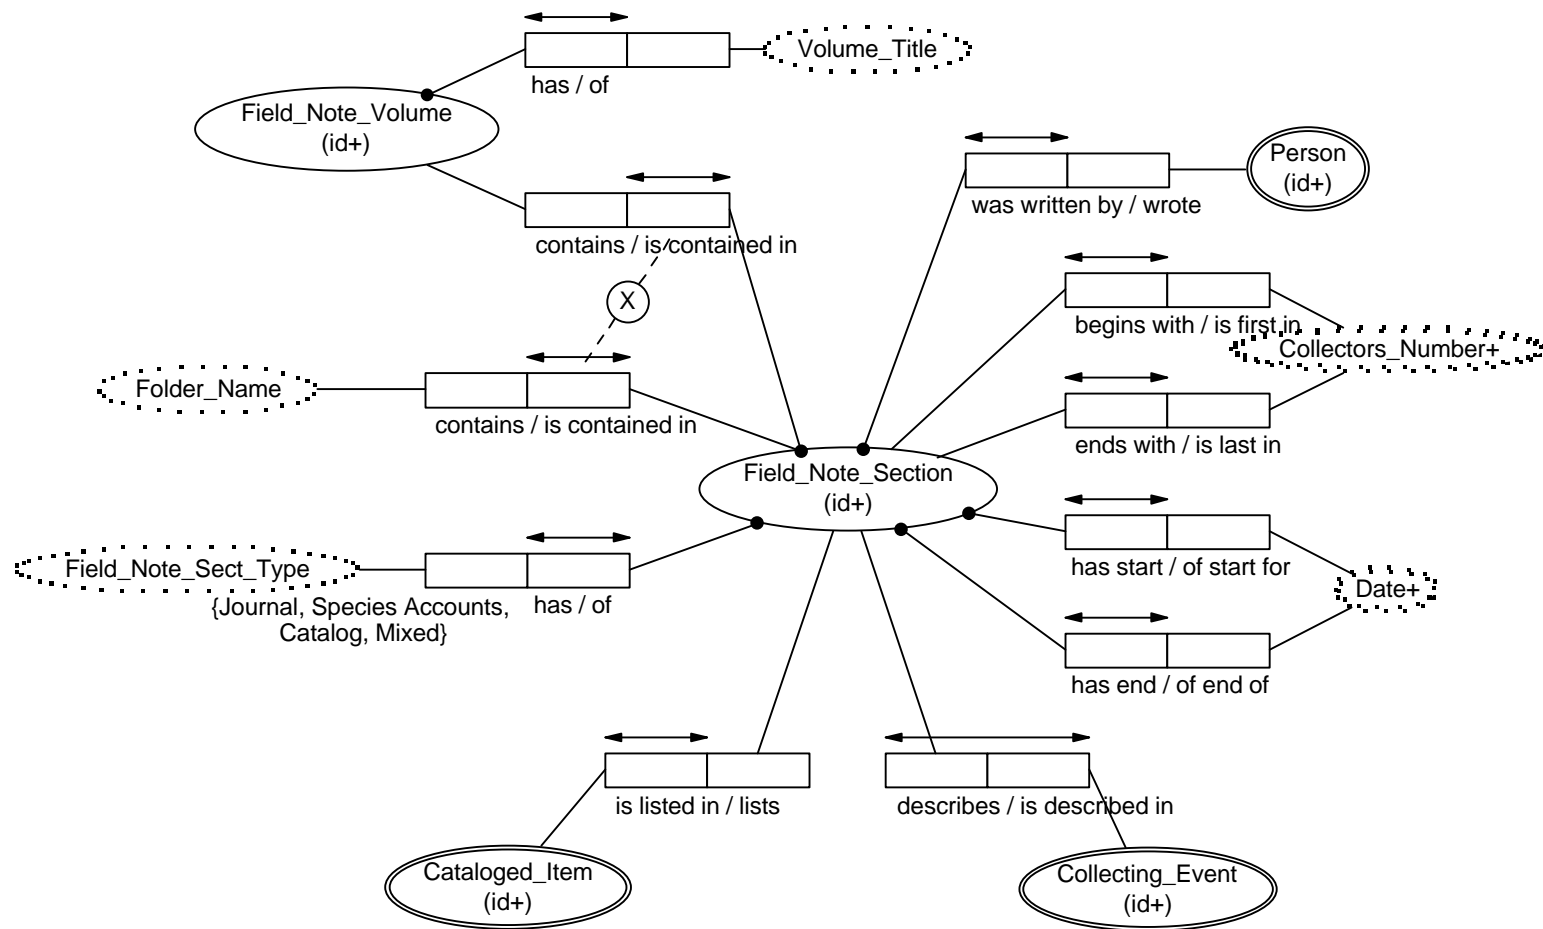 Volume_Title
has / of
Field_Note_Volume
(id+)
Person
(id+)
was written by / wrote
contains / is contained in
X
begins with / is first in
Collectors_Number+
Folder_Name
contains / is contained in
ends with / is last in
Field_Note_Section
(id+)
Field_Note_Sect_Type
{Journal, Species Accounts,
Catalog, Mixed}
has / of
has start / of start for
Date+
has end / of end of
is listed in / lists
describes / is described in
Cataloged_Item
(id+)
Collecting_Event
(id+)